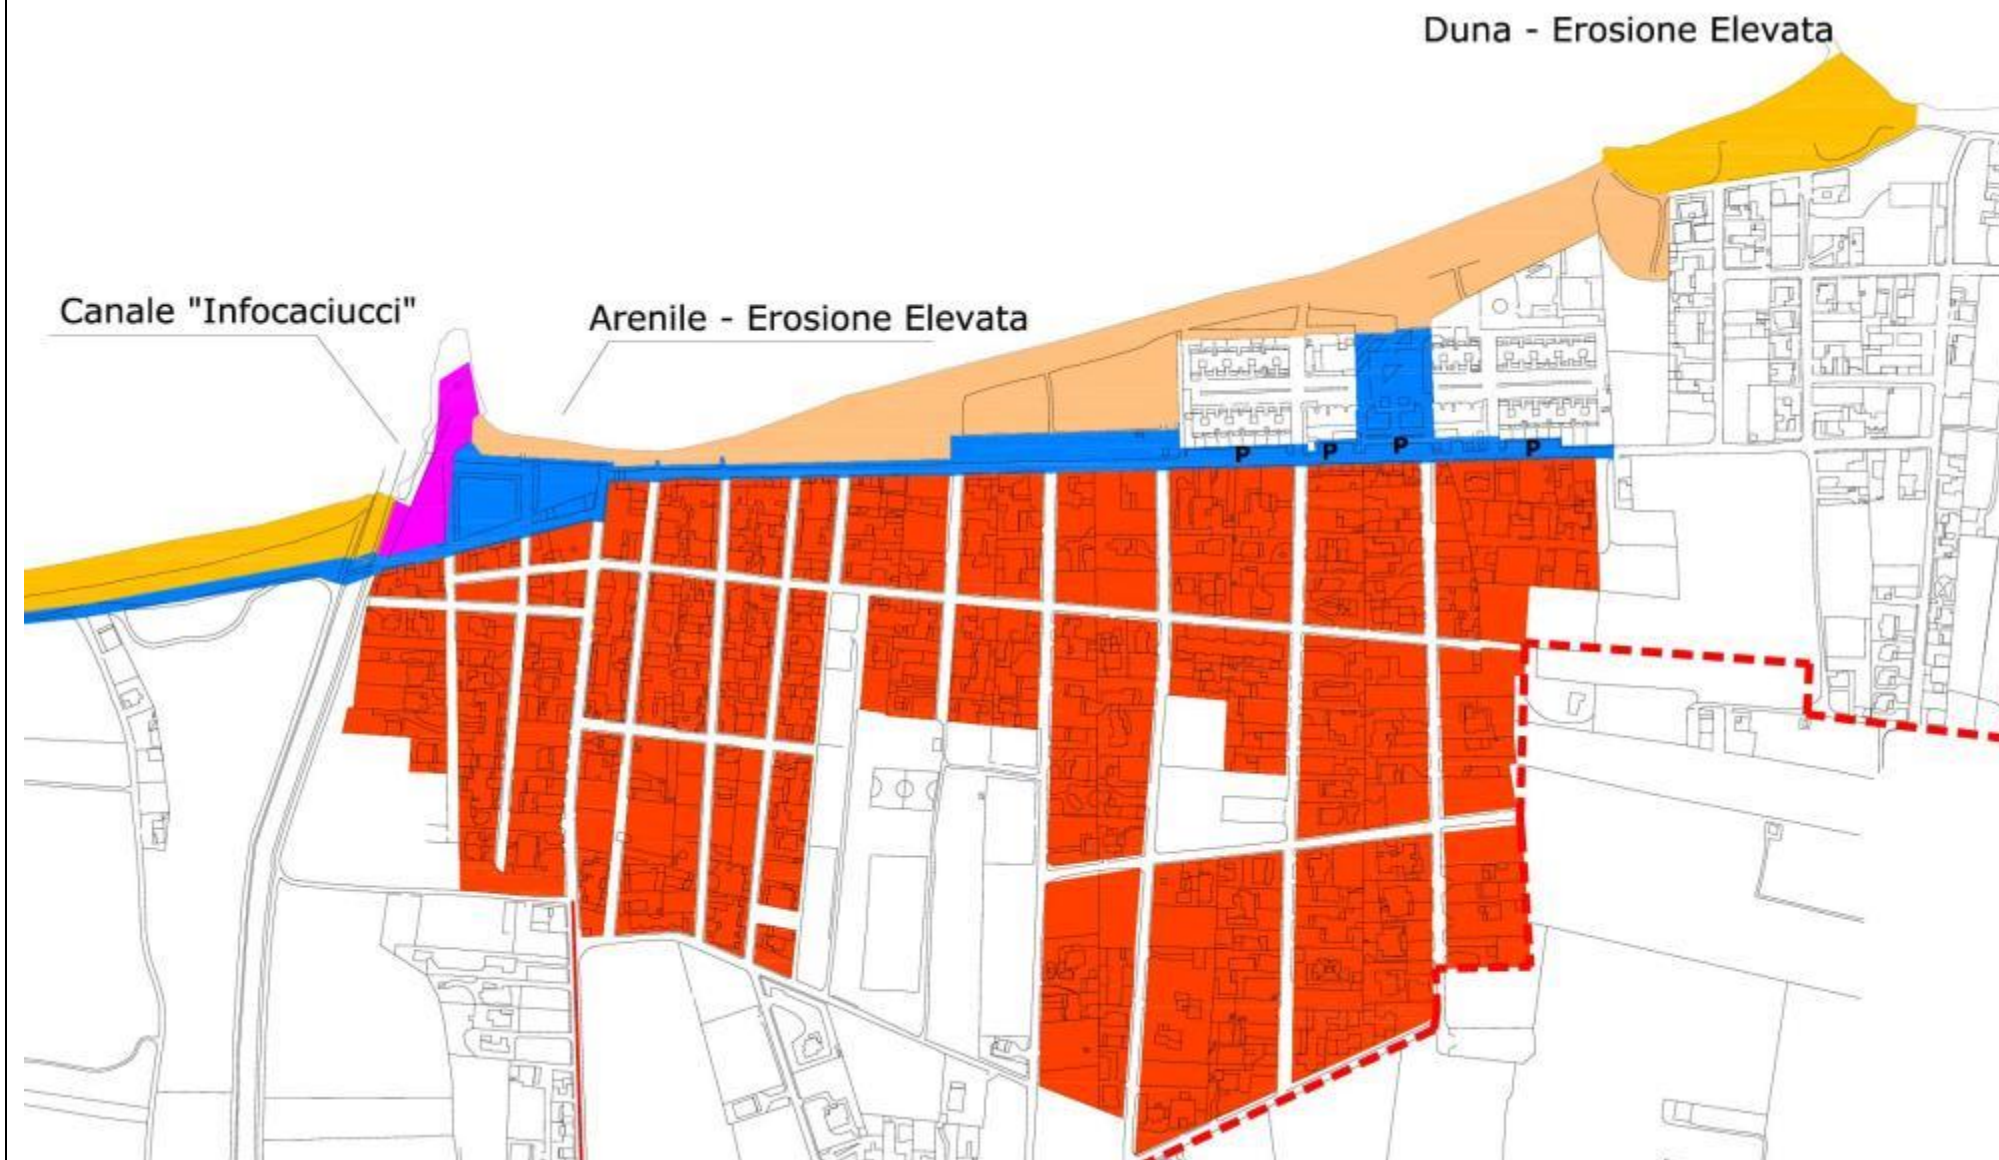 Duna - Erosione Elevata
Canale "Infocaciucci"
Arenile - Erosione Elevata
P P P P